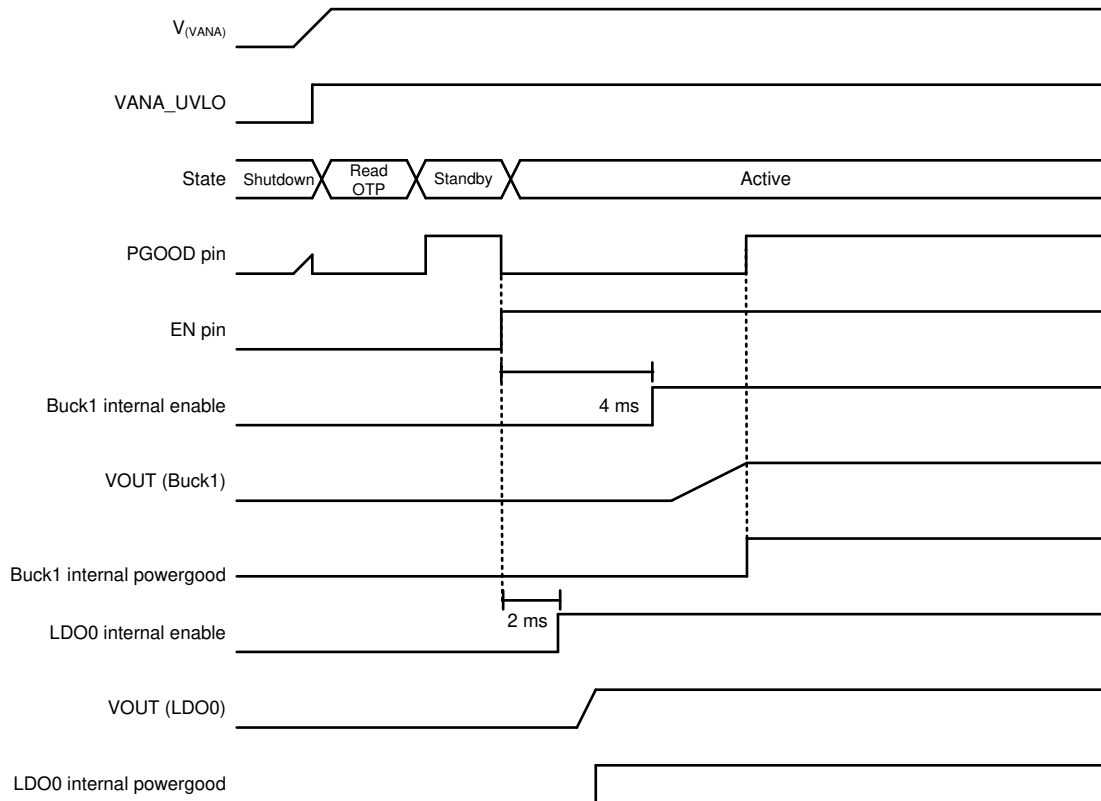 V(VANA)
VANA_UVLO
State
Shutdown
Read
OTP
Standby
Active
PGOOD pin
EN pin
Buck1 internal enable
4 ms
VOUT (Buck1)
Buck1 internal powergood
2 ms
LDO0 internal enable
VOUT (LDO0)
LDO0 internal powergood